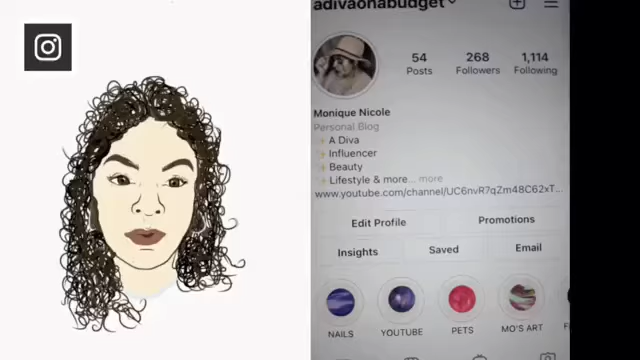 adivaonabudget
54 268 1,114
Posts Followers Following
Monique Nicole
Personal Blog
✨ A Diva
✨ Influencer
✨ Beauty
✨ Lifestyle & more... more
www.youtube.com/channel/UC6nvR7qZm48C62xT...
Edit Profile Promotions
Insights Saved Email
NAILS YOUTUBE PETS MO'S ART